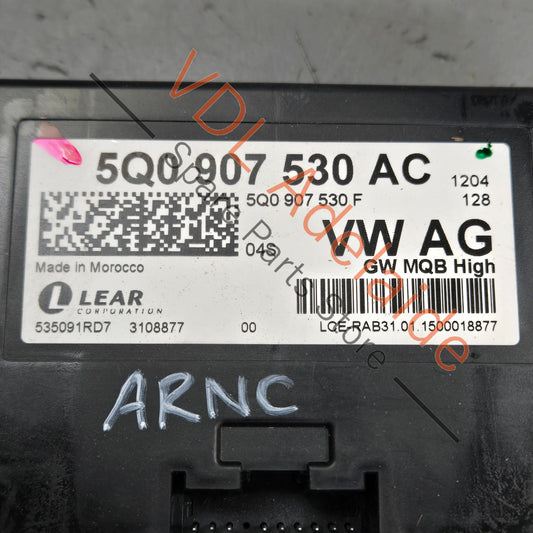 5Q0 907 530 AC
1204
5Q0 907 530 F
128
04S
VW AG
Made in Morocco
GW MQB High
LEAR
CORPORATION
535091RD7 3108877 00
LCE-RAB31.01.1500018877
ARNC
VDL Adelaide
Spare Parts Store